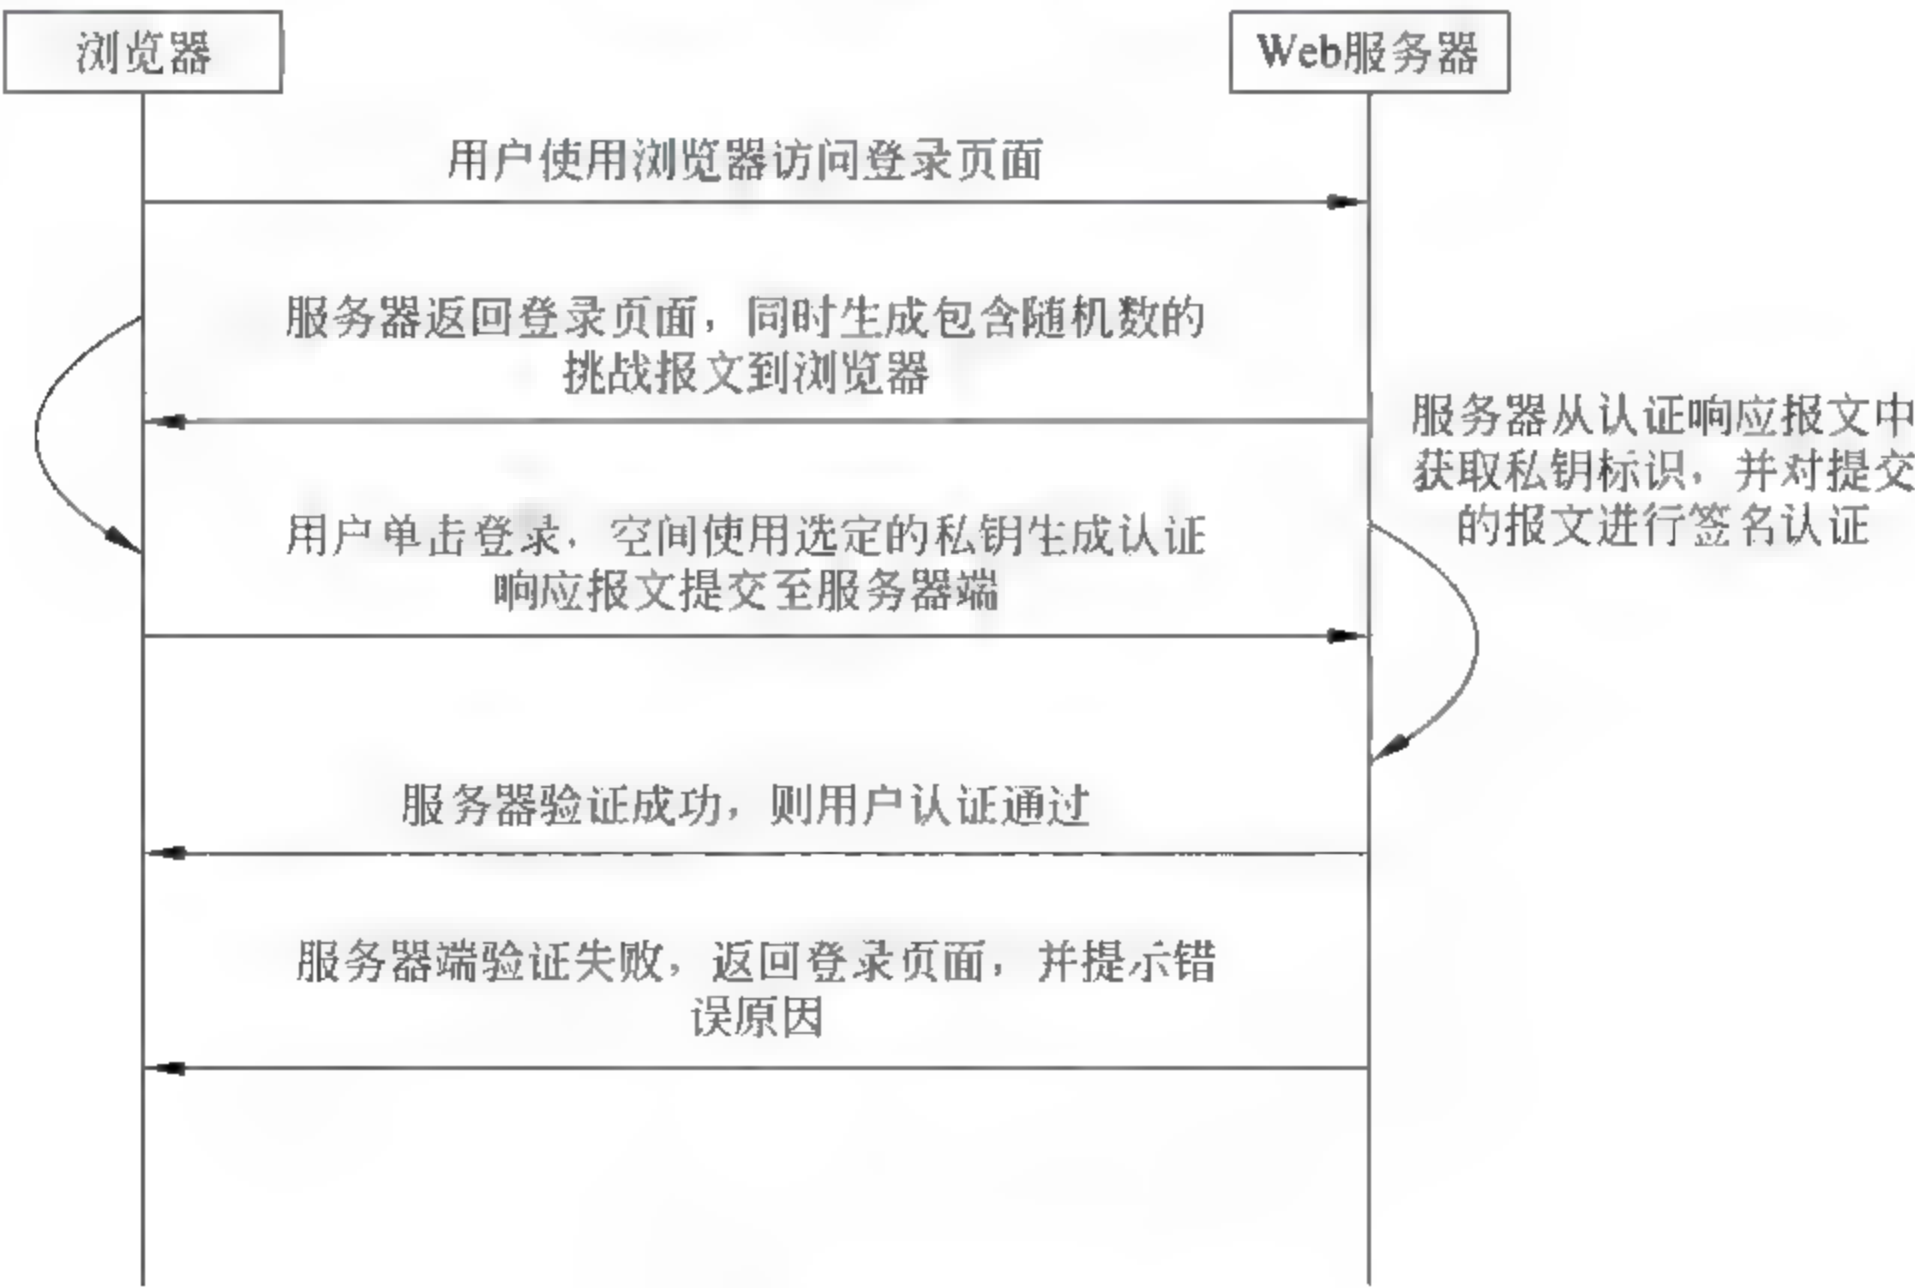 浏览器
Web服务器
用户使用浏览器访问登录页面
服务器返回登录页面，同时生成包含随机数的
挑战报文到浏览器
服务器从认证响应报文中
获取私钥标识，并对提交
的报文进行签名认证
用户单击登录，空间使用选定的私钥生成认证
响应报文提交至服务器端
服务器验证成功，则用户认证通过
服务器端验证失败，返回登录页面，并提示错
误原因